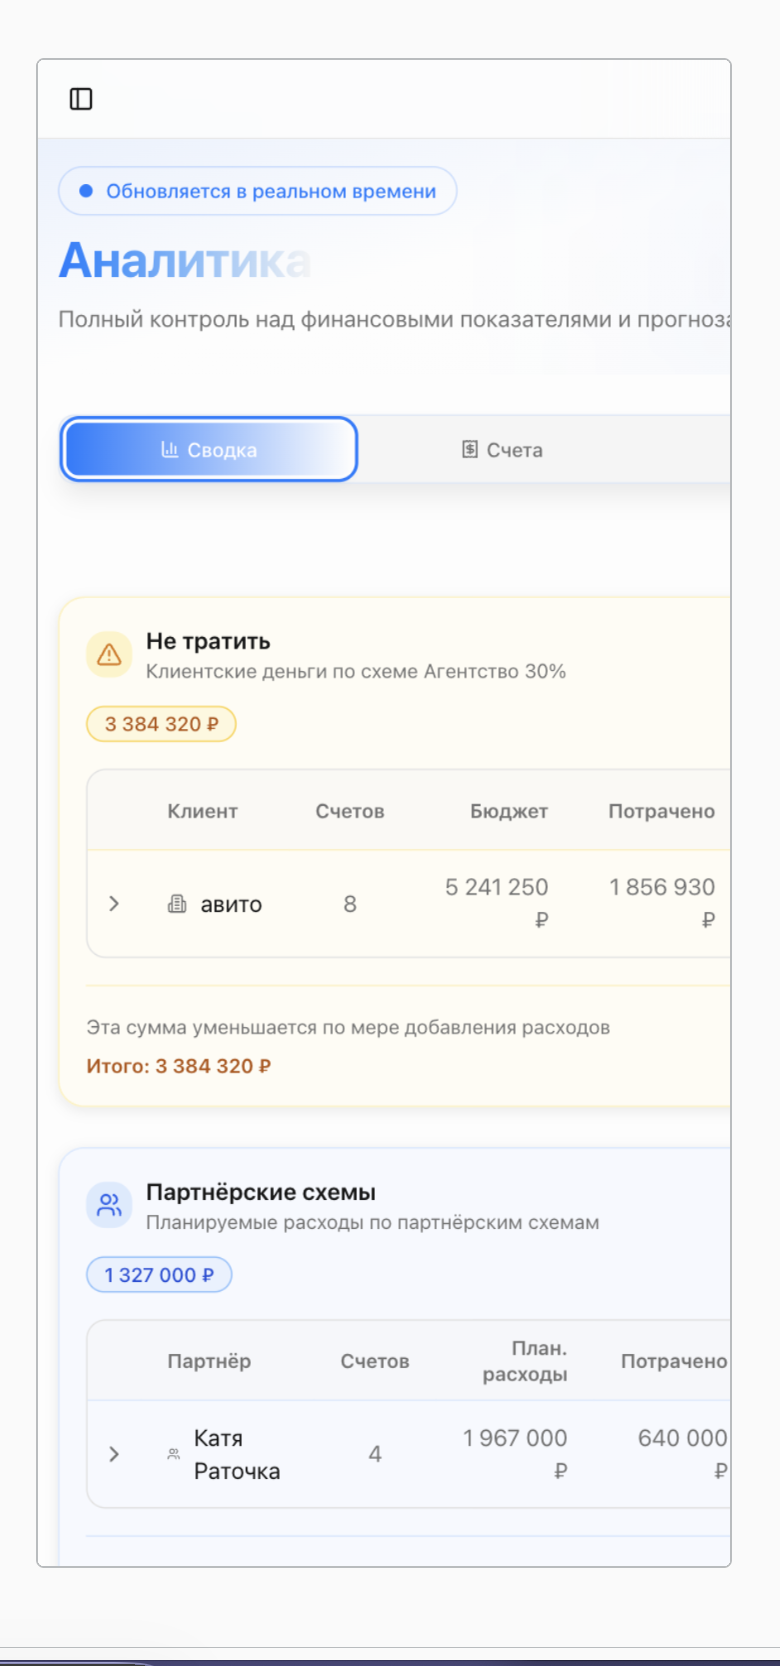 Обновляется в реальном времени
Аналитика
Полный контроль над финансовыми показателями и
Сводка
Счета
Не тратить
Клиентские деньги по схеме Агентство 30%
3 384 320 ₽
Клиент Счетов Бюджет Потрачено
авито 8 5 241 250 ₽ 1 856 930 ₽
Эта сумма уменьшается по мере добавления расходов
Итого: 3 384 320 ₽
Партнёрские схемы
Планируемые расходы по партнёрским схемам
1 327 000 ₽
Партнёр Счетов План. расходы Потрачено
Катя Раточка 4 1 967 000 ₽ 640 000 ₽